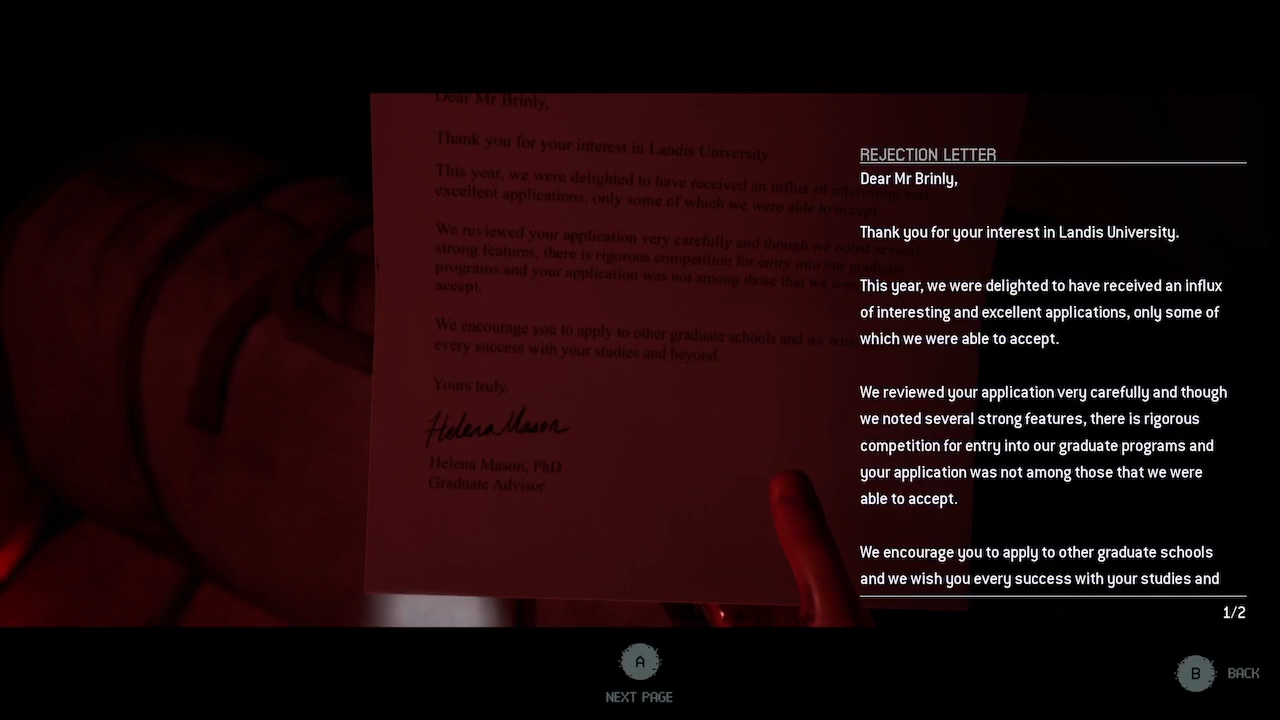 Dear Mr Brinly,
Thank you for your interest in Landis University.
This year, we were delighted to have received an influx of interesting and
excellent applications, only some of which we were able to accept.
We reviewed your application very carefully and though we noted several
strong features, there is rigorous competition for entry into our graduate
programs and your application was not among those that we were
accept.
We encourage you to apply to other graduate schools and we wish
every success with your studies and beyond.
Yours truly,
Helena Mason
Helena Mason, PhD
Graduate Advisor
REJECTION LETTER
Dear Mr Brinly,
Thank you for your interest in Landis University.
This year, we were delighted to have received an influx
of interesting and excellent applications, only some of
which we were able to accept.
We reviewed your application very carefully and though
we noted several strong features, there is rigorous
competition for entry into our graduate programs and
your application was not among those that we were
able to accept.
We encourage you to apply to other graduate schools
and we wish you every success with your studies and
1/2
A
NEXT PAGE
B BACK